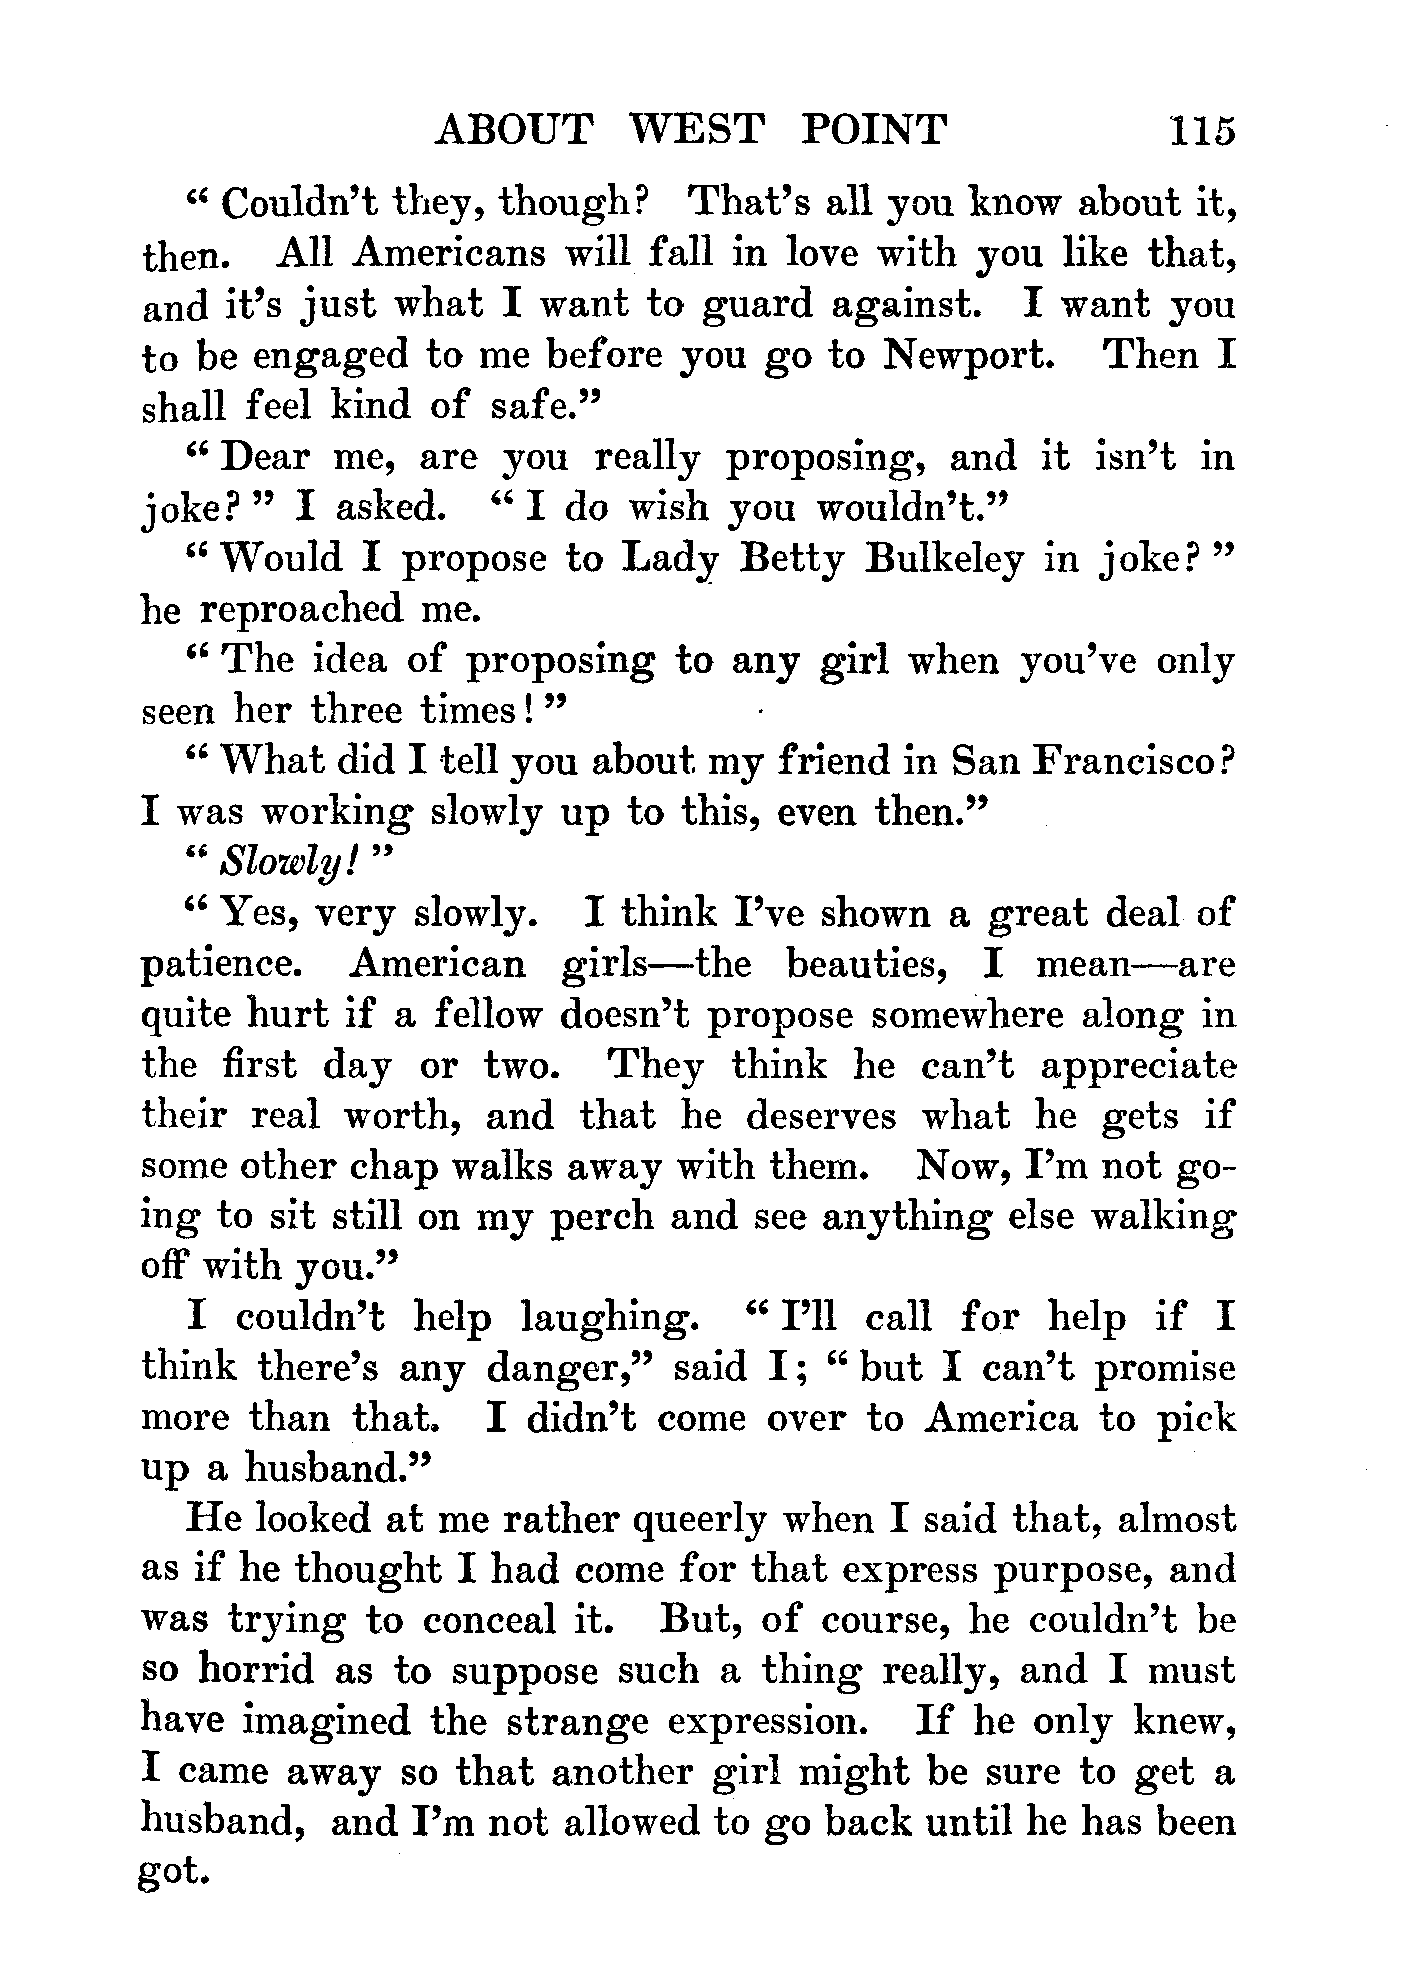 ABOUT WEST POINT 115
“ Couldn’t they, though? That’s all you know about it,
then. All Americans will fall in love with you like that,
and it’s just what I want to guard against. I want you
to be engaged to me before you go to Newport. Then I
shall feel kind of safe.”
“ Dear me, are you really proposing, and it isn’t in
joke? ” I asked. “ I do wish you wouldn’t.”
“ Would I propose to Lady Betty Bulkeley in joke? ”
he reproached me.
“ The idea of proposing to any girl when you’ve only
seen her three times! ”
“ What did I tell you about my friend in San Francisco?
I was working slowly up to this, even then.”
“ Slowly! ”
“ Yes, very slowly. I think I’ve shown a great deal of
patience. American girls—the beauties, I mean—are
quite hurt if a fellow doesn’t propose somewhere along in
the first day or two. They think he can’t appreciate
their real worth, and that he deserves what he gets if
some other chap walks away with them. Now, I’m not go-
ing to sit still on my perch and see anything else walking
off with you.”
I couldn’t help laughing. “ I’ll call for help if I
think there’s any danger,” said I; “ but I can’t promise
more than that. I didn’t come over to America to pick
up a husband.”
He looked at me rather queerly when I said that, almost
as if he thought I had come for that express purpose, and
was trying to conceal it. But, of course, he couldn’t be
so horrid as to suppose such a thing really, and I must
have imagined the strange expression. If he only knew,
I came away so that another girl might be sure to get a
husband, and I’m not allowed to go back until he has been
got.